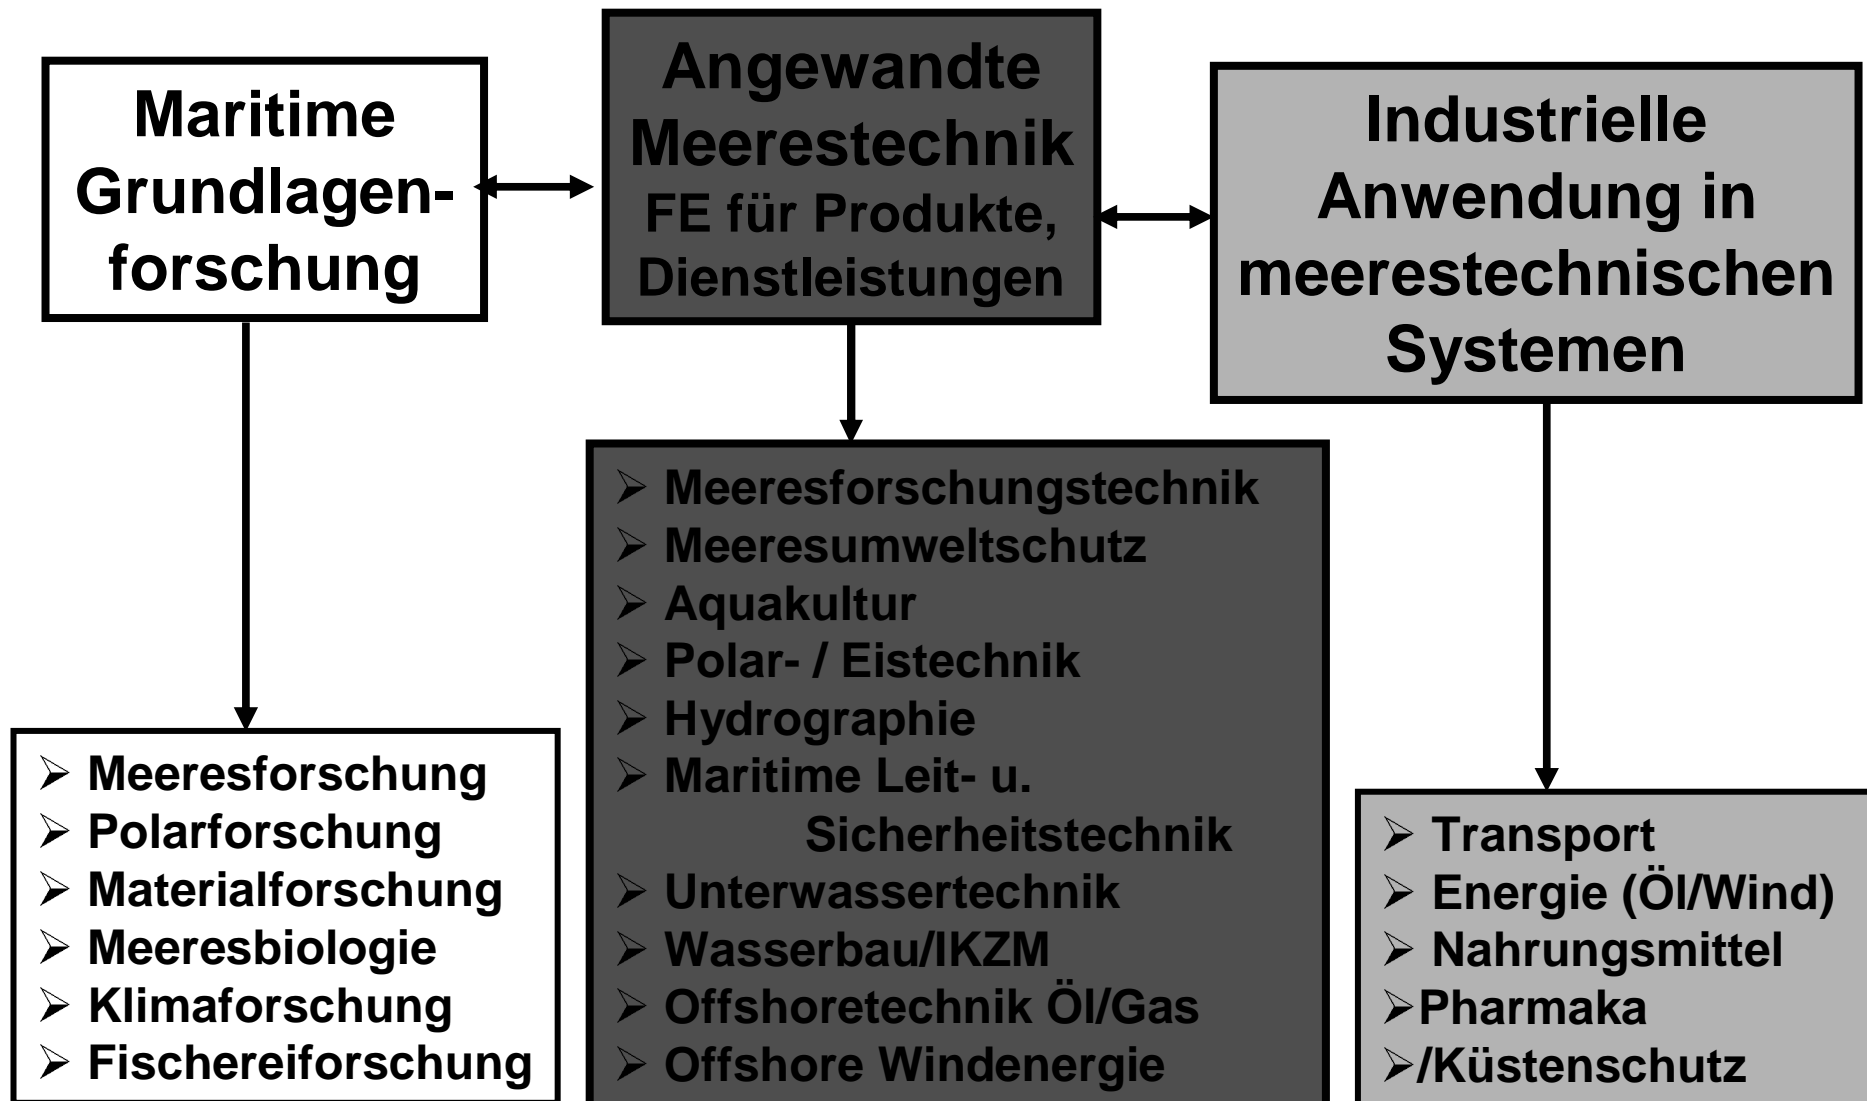 Maritime
Grundlagen-
forschung
Angewandte
Meerestechnik
FE für Produkte,
Dienstleistungen
Industrielle
Anwendung in
meerestechnischen
Systemen
➢ Meeresforschung
➢ Polarforschung
➢ Materialforschung
➢ Meeresbiologie
➢ Klimaforschung
➢ Fischereiforschung
➢ Meeresforschungstechnik
➢ Meeresumweltschutz
➢ Aquakultur
➢ Polar- / Eistechnik
➢ Hydrographie
➢ Maritime Leit- u.
Sicherheitstechnik
➢ Unterwassertechnik
➢ Wasserbau/IKZM
➢ Offshoretechnik Öl/Gas
➢ Offshore Windenergie
➢ Transport
➢ Energie (Öl/Wind)
➢ Nahrungsmittel
➢Pharmaka
➢/Küstenschutz